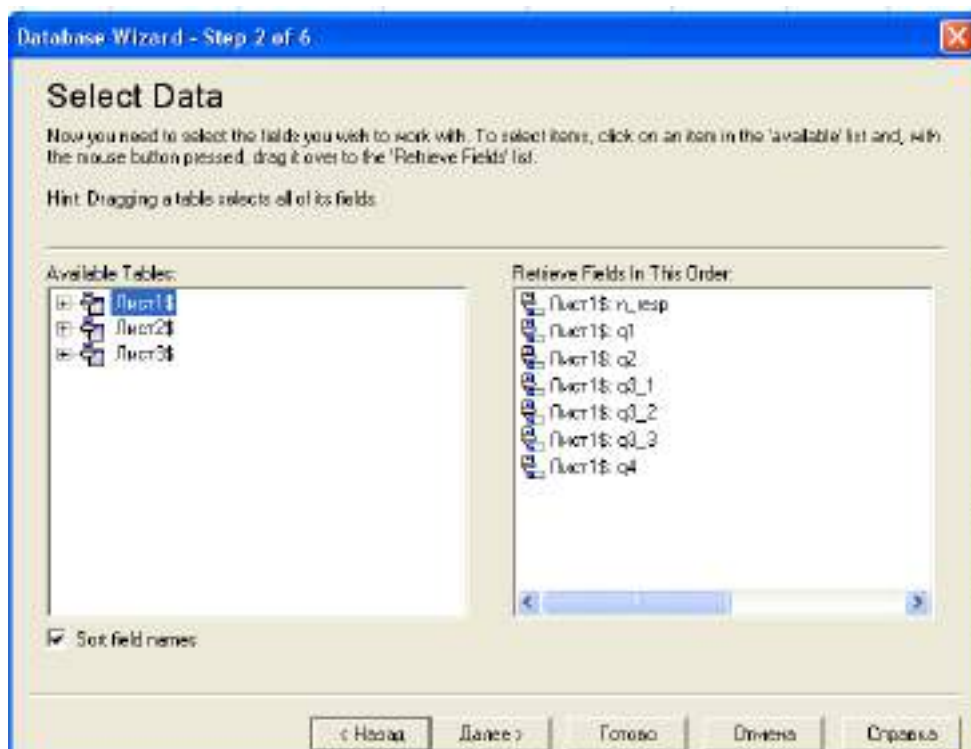 Database Wizard - Step 2 of 6
Select Data
Now you need to select the fields you wish to work with. To select items, click on an item in the 'available' list and, with
the mouse button pressed, drag it over to the 'Retrieve Fields' list.
Hint: Dragging a table selects all of its fields.
Available Tables:
Лист1$
Лист2$
Лист3$
Sort field names
Retrieve Fields In This Order:
Лист1$: n_resp
Лист1$: q1
Лист1$: q2
Лист1$: q3_1
Лист1$: q3_2
Лист1$: q3_3
Лист1$: q4
< Назад
Далее >
Готово
Отмена
Справка